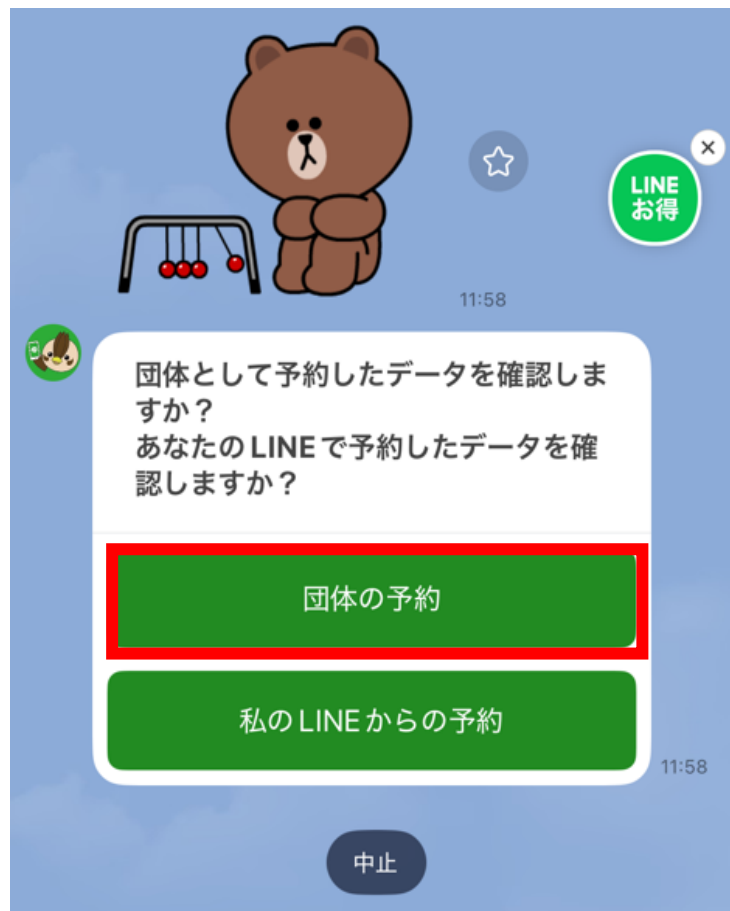 LINE
お得
11:58
団体として予約したデータを確認しま
すか？
あなたのLINEで予約したデータを確
認しますか？
団体の予約
私のLINEからの予約
11:58
中止